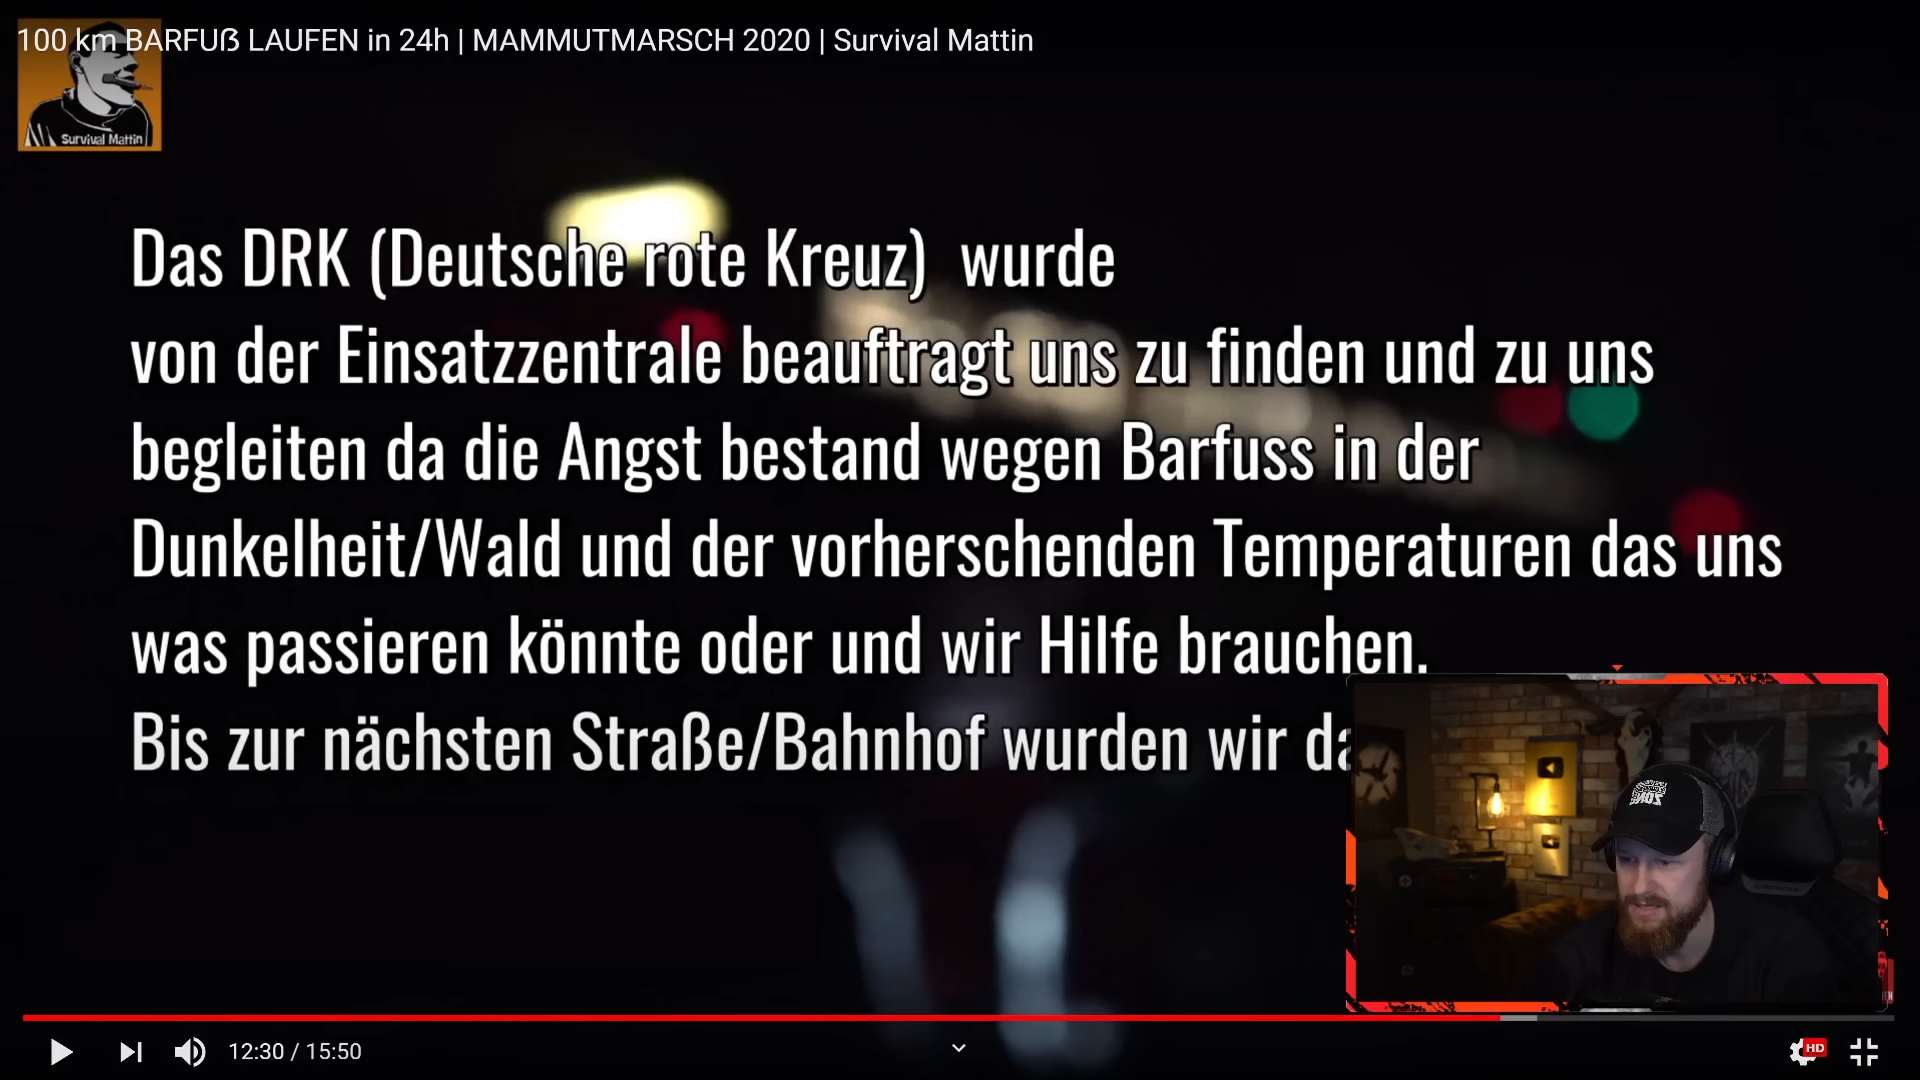 100 km BARFUß LAUFEN in 24h | MAMMUTMARSCH 2020 | Survival Mattin
Survival Mattin
Das DRK (Deutsche rote Kreuz) wurde
von der Einsatzzentrale beauftragt uns zu finden und zu uns
begleiten da die Angst bestand wegen Barfuss in der
Dunkelheit/Wald und der vorherschenden Temperaturen das uns
was passieren könnte oder und wir Hilfe brauchen.
Bis zur nächsten Straße/Bahnhof wurden wir
ZONE
12:30 / 15:50
HD